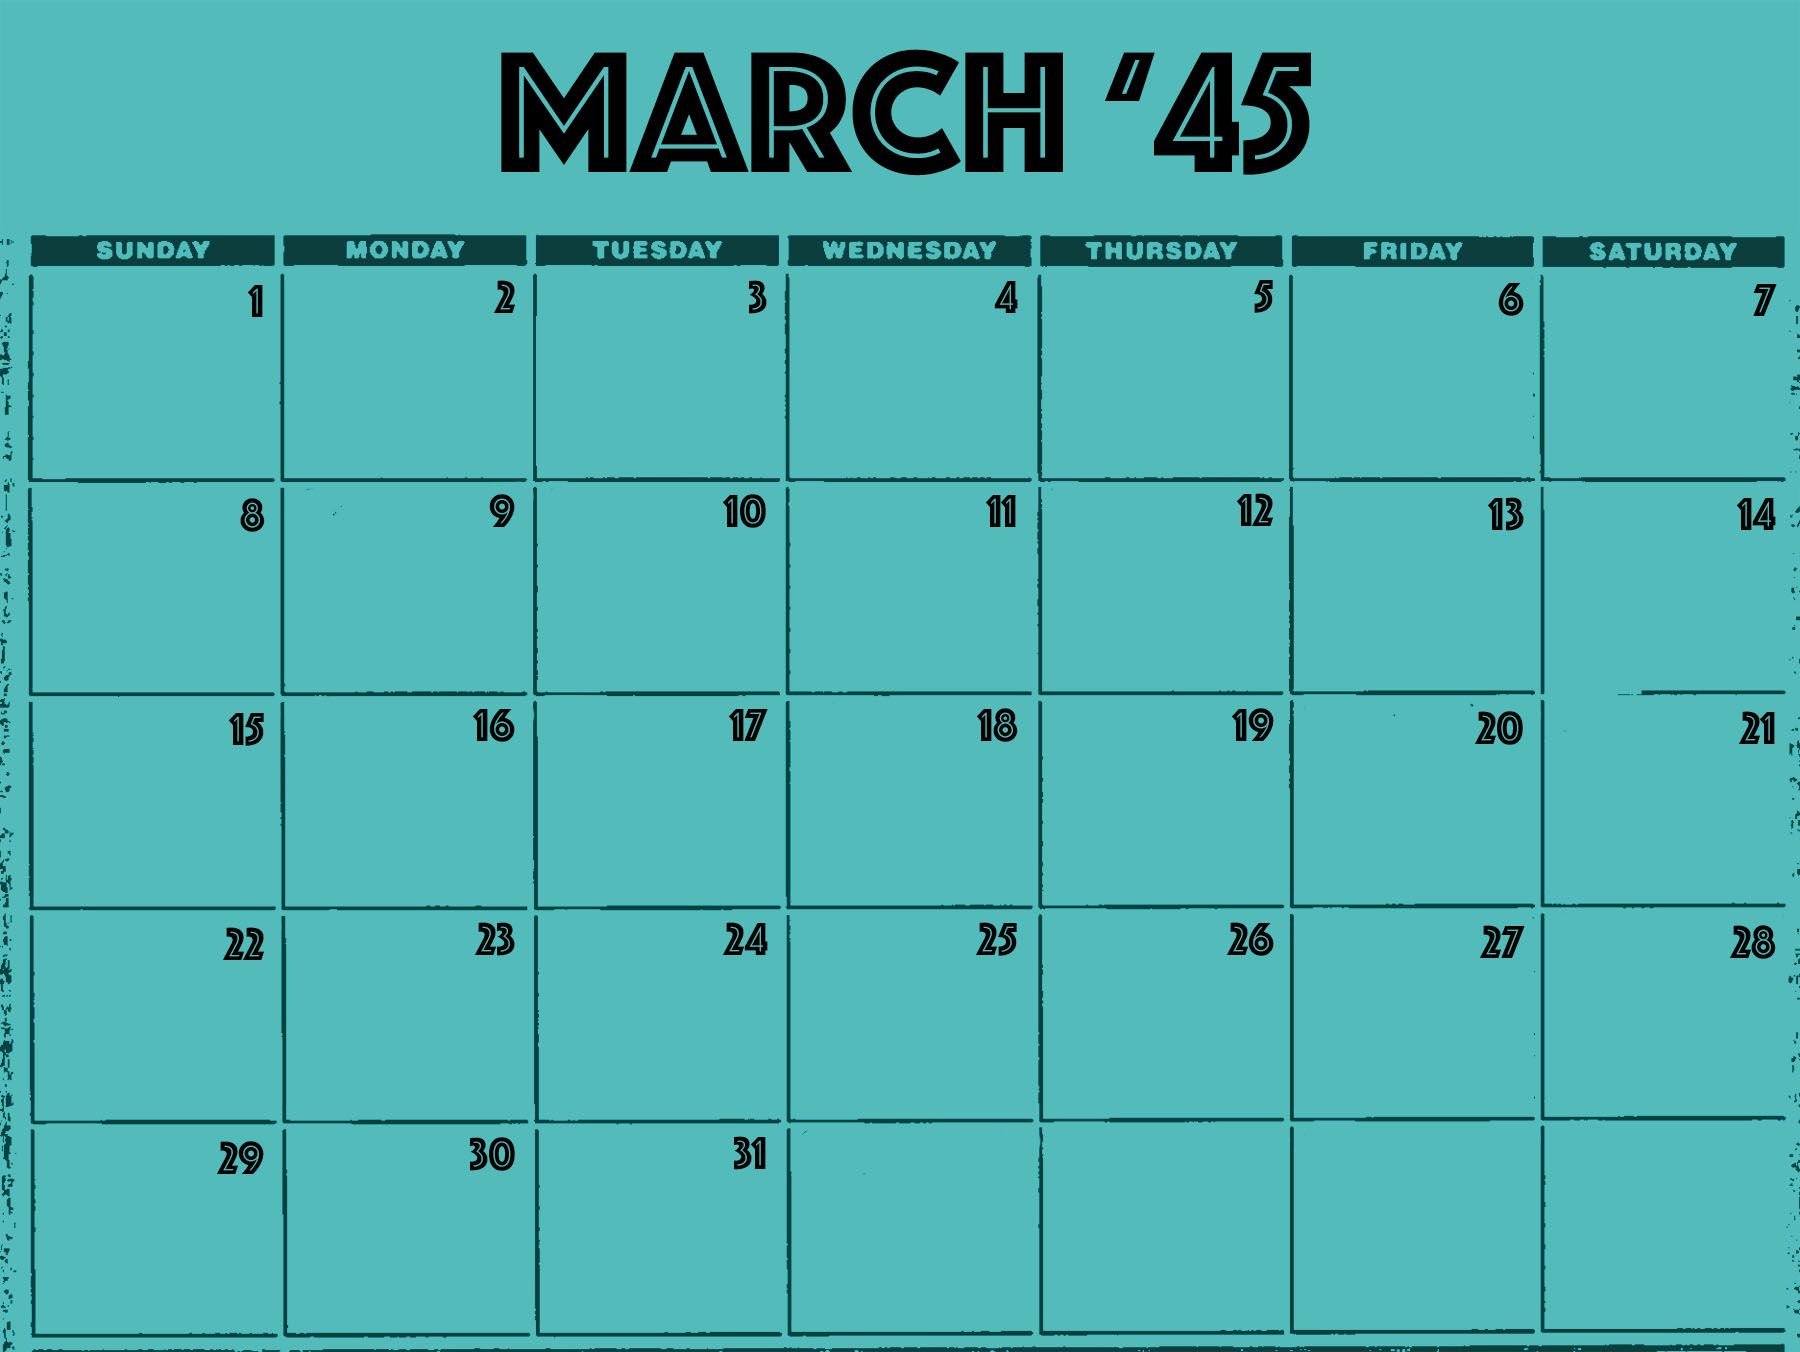 MARCH '45
SUNDAY MONDAY TUESDAY WEDNESDAY THURSDAY FRIDAY SATURDAY
1 2 3 4 5 6 7
8 9 10 11 12 13 14
15 16 17 18 19 20 21
22 23 24 25 26 27 28
29 30 31